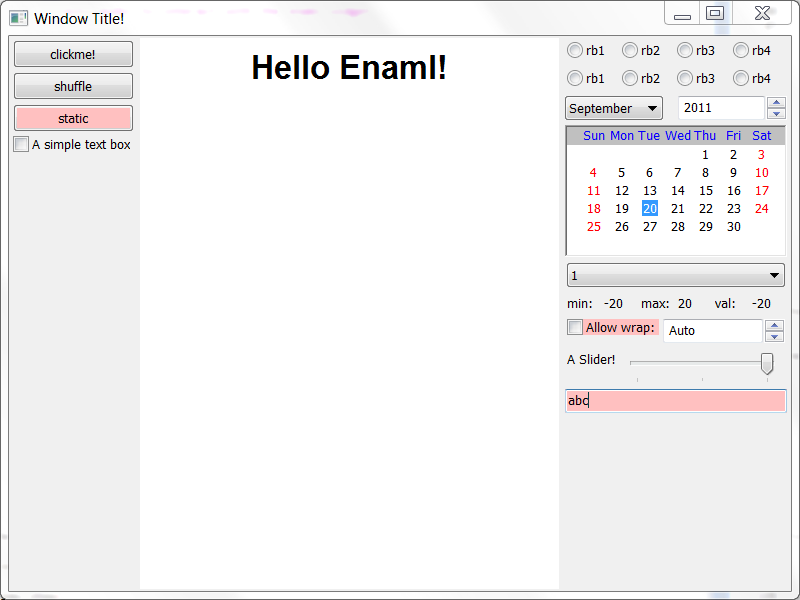 Window Title!
clickme!
shuffle
static
A simple text box
Hello Enaml!
rb1 rb2 rb3 rb4
rb1 rb2 rb3 rb4
September 2011
Sun Mon Tue Wed Thu Fri Sat
1 2 3
4 5 6 7 8 9 10
11 12 13 14 15 16 17
18 19 20 21 22 23 24
25 26 27 28 29 30
1
min: -20 max: 20 val: -20
Allow wrap: Auto
A Slider!
abc